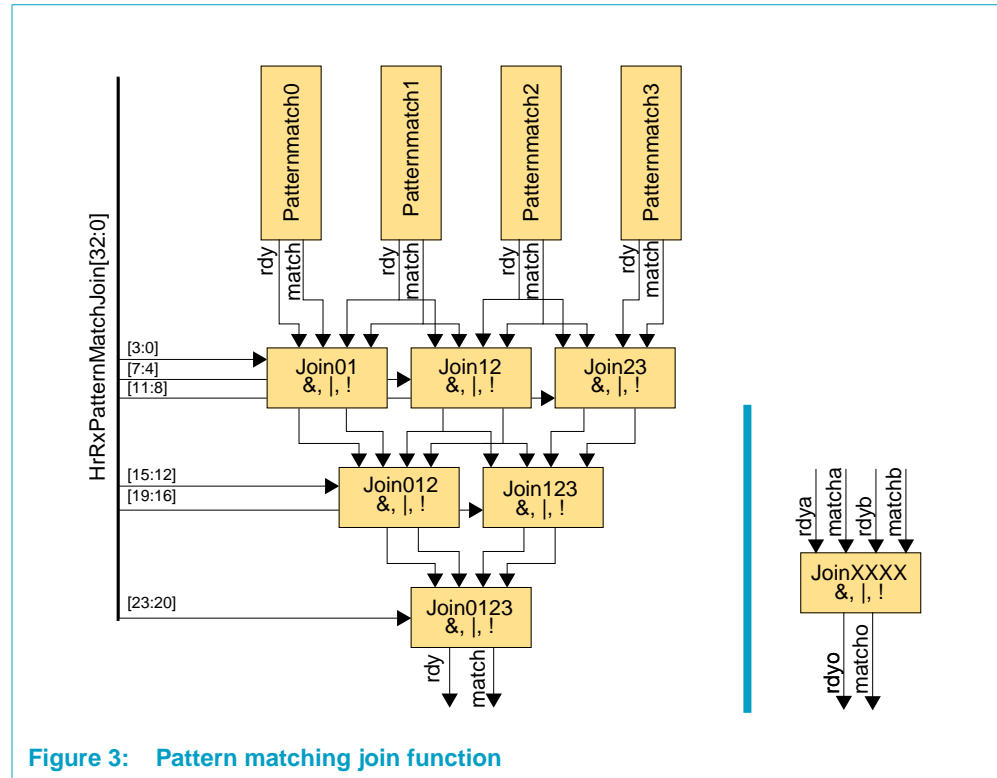 Patternmatch0
Patternmatch1
Patternmatch2
Patternmatch3
HrRxPatternMatchJoin[32:0]
rdy
match
rdy
match
rdy
match
rdy
match
[3:0]
[7:4]
[11:8]
Join01
&, |, !
Join12
&, |, !
Join23
&, |, !
[15:12]
[19:16]
Join012
&, |, !
Join123
&, |, !
[23:20]
Join0123
&, |, !
rdy
match
rdya
matcha
rdyb
matchb
JoinXXXX
&, |, !
rdyo
matcho
Figure 3: Pattern matching join function